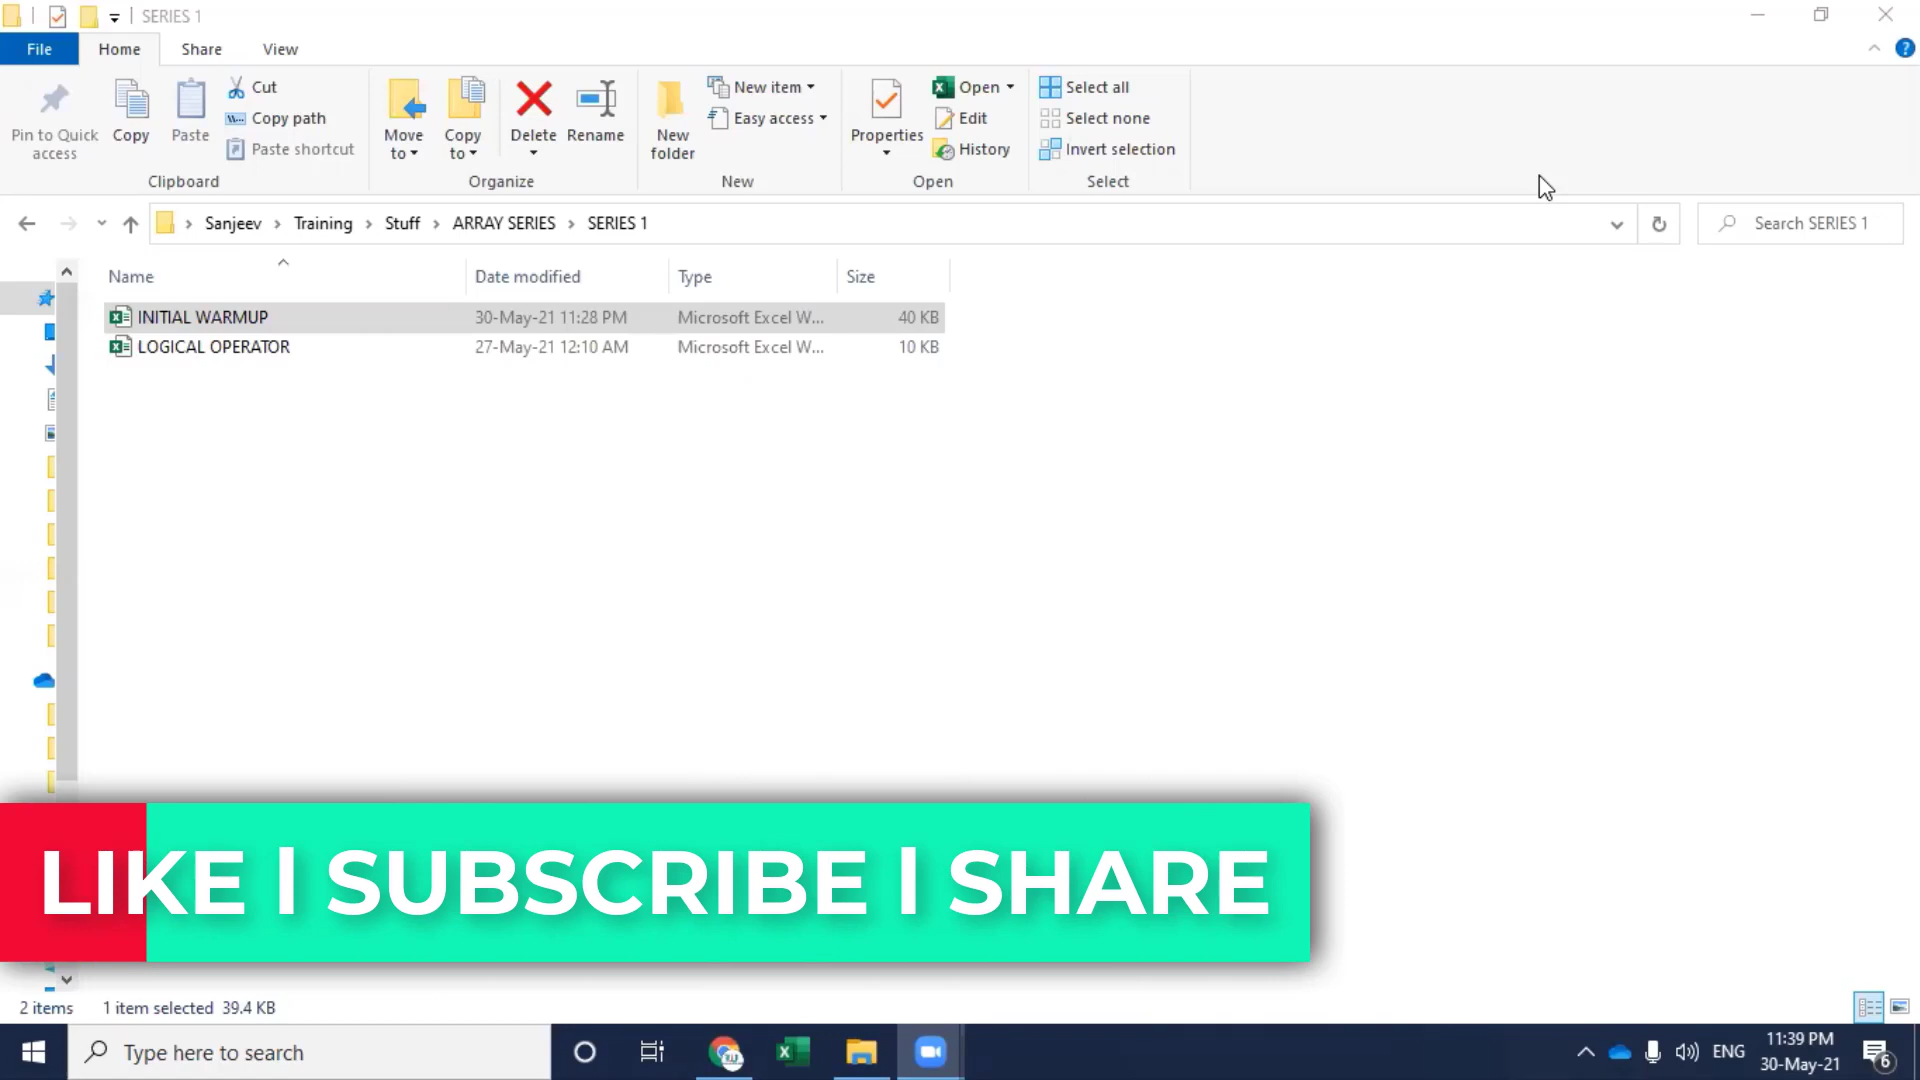 SERIES 1
File Home Share View
Pin to Quick access
Copy
Paste
Cut
Copy path
Paste shortcut
Clipboard
Move to
Copy to
Delete
Rename
Organize
New folder
New item
Easy access
New
Properties
Open
Edit
History
Open
Select all
Select none
Invert selection
Select
Sanjeev > Training > Stuff > ARRAY SERIES > SERIES 1
Search SERIES 1
Name Date modified Type Size
INITIAL WARMUP 30-May-21 11:28 PM Microsoft Excel W... 40 KB
LOGICAL OPERATOR 27-May-21 12:10 AM Microsoft Excel W... 10 KB
LIKE | SUBSCRIBE | SHARE
2 items 1 item selected 39.4 KB
Type here to search
ENG
11:39 PM
30-May-21
6